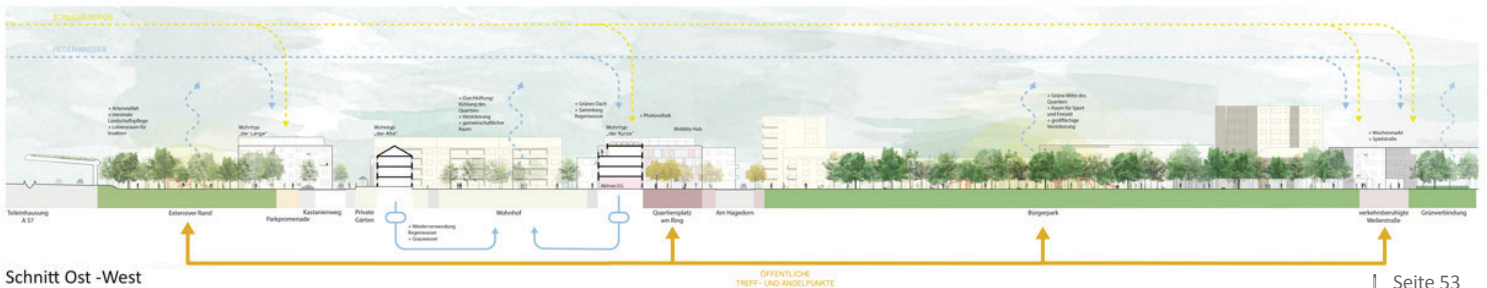 SONNENENERGIE
REGENWASSER
+ Artenvielfalt
+ minimale
Landschaftspflege
+ Lebensraum für
Insekten
Wohntyp
„der Lange“
Wohntyp
„der Alte“
+ Durchlüftung/
Kühlung des
Quartiers
+ Versickerung
+ gemeinschaftlicher
Raum
+ Grünes Dach
+ Sammlung
Regenwasser
Wohntyp
„der Kurze“
+ Photovoltaik
Mobility Hub
+ Grüne Mitte des
Quartiers
+ Raum für Sport
und Freizeit
+ großflächige
Versickerung
+ Wochenmarkt
+ Spielstraße
Aktives EG
Teileinhausung
A 57
Extensiver Rand
Parkpromenade
Kastanienweg
Private
Gärten
Wohnhof
Quartiersplatz
am Ring
Am Hagedorn
Bürgerpark
verkehrsberuhigte
Weilerstraße
Grünverbindung
+ Wiederverwendung
Regenwasser
+ Grauwasser
ÖFFENTLICHE
TREFF- UND ANGELPUNKTE
Schnitt Ost -West
Seite 53